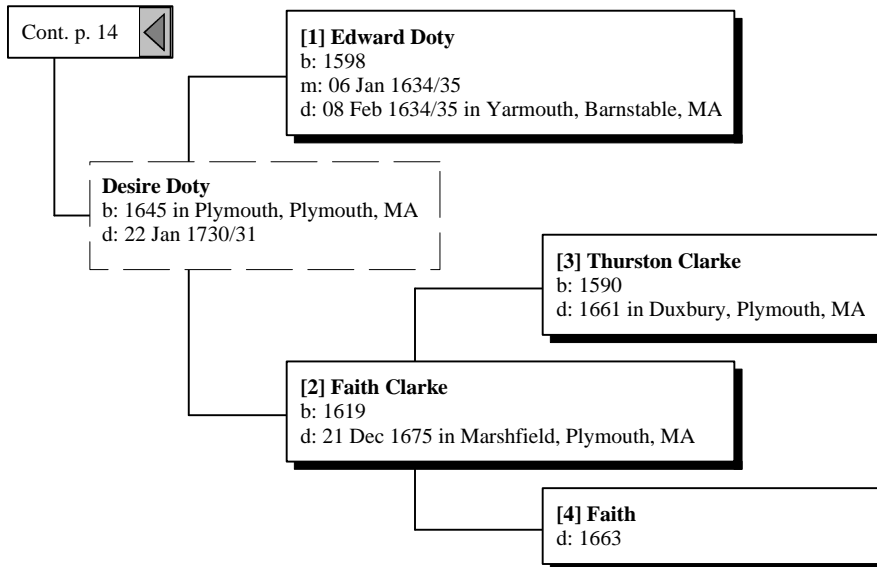 Cont. p. 14
[1] Edward Doty
b: 1598
m: 06 Jan 1634/35
d: 08 Feb 1634/35 in Yarmouth, Barnstable, MA
Desire Doty
b: 1645 in Plymouth, Plymouth, MA
d: 22 Jan 1730/31
[3] Thurston Clarke
b: 1590
d: 1661 in Duxbury, Plymouth, MA
[2] Faith Clarke
b: 1619
d: 21 Dec 1675 in Marshfield, Plymouth, MA
[4] Faith
d: 1663